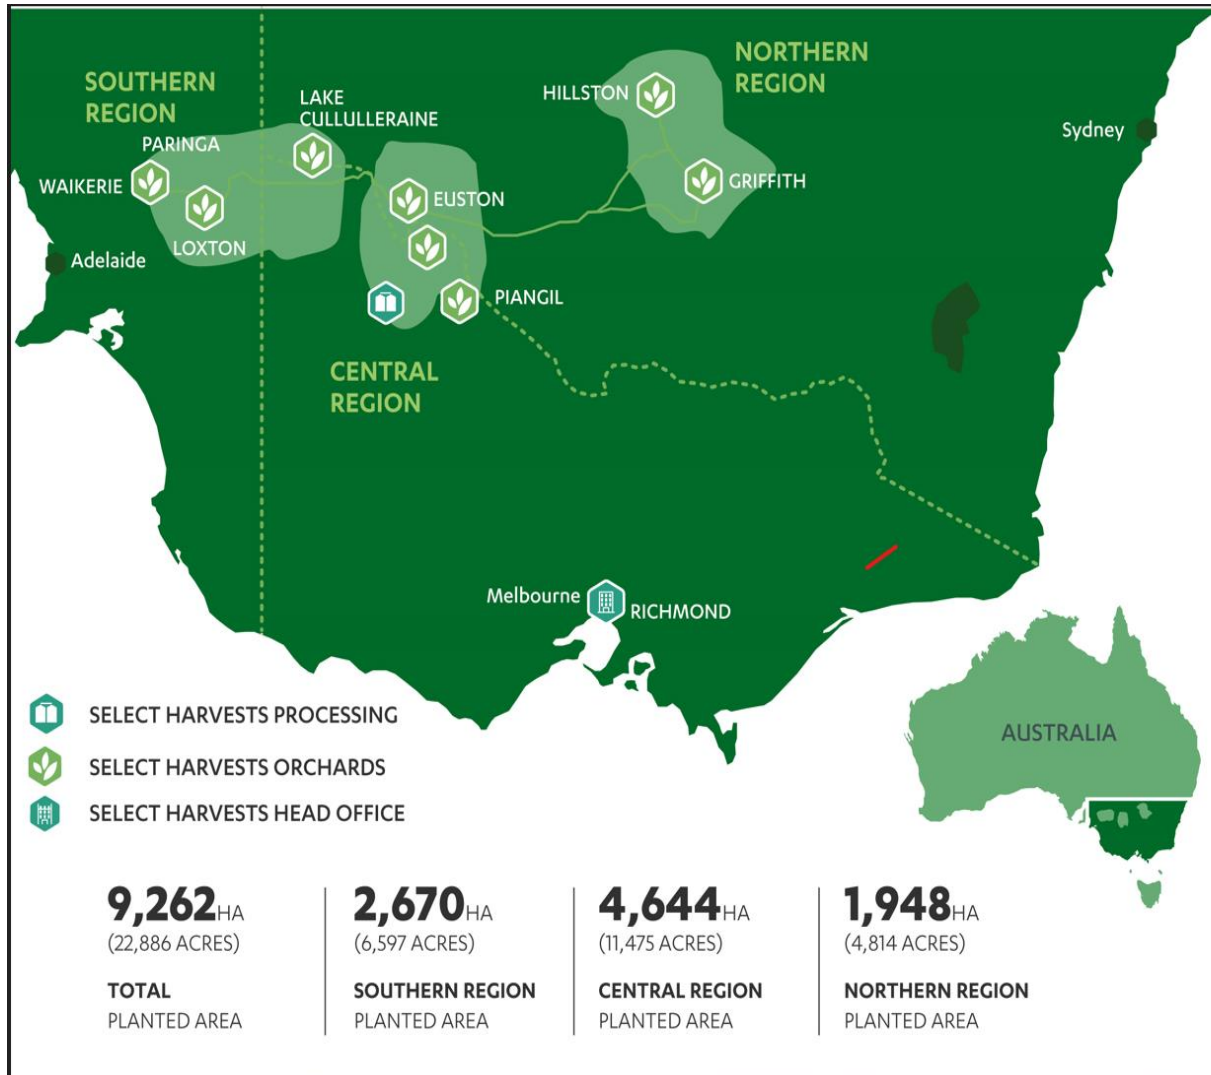 SOUTHERN
REGION
NORTHERN
REGION
LAKE
CULLULLERAINE
HILLSTON
Sydney
PARINGA
WAIKERIE
GRIFFITH
EUSTON
LOXTON
Adelaide
PIANGIL
CENTRAL
REGION
Melbourne
RICHMOND
SELECT HARVESTS PROCESSING
SELECT HARVESTS ORCHARDS
SELECT HARVESTS HEAD OFFICE
AUSTRALIA
9,262HA
(22,886 ACRES)
TOTAL
PLANTED AREA
2,670HA
(6,597 ACRES)
SOUTHERN REGION
PLANTED AREA
4,644HA
(11,475 ACRES)
CENTRAL REGION
PLANTED AREA
1,948HA
(4,814 ACRES)
NORTHERN REGION
PLANTED AREA